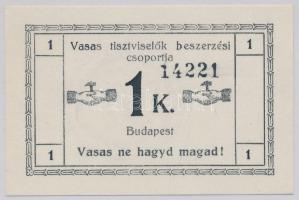 1 Vasas tisztviselők beszerzési 1
csoportja
14221
1 K.
Budapest
1 Vasas ne hagyd magad! 1